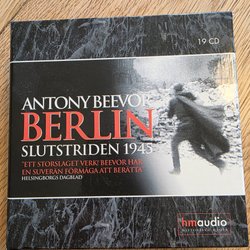 19 CD
ANTONY BEEVOR
BERLIN
SLUTSTRIDEN 1945
"ETT STORSLAGET VERK! BEEVOR HAR
EN SUVERÄN FÖRMÅGA ATT BERÄTTA"
HELSINGBORGS DAGBLAD
hmaudio